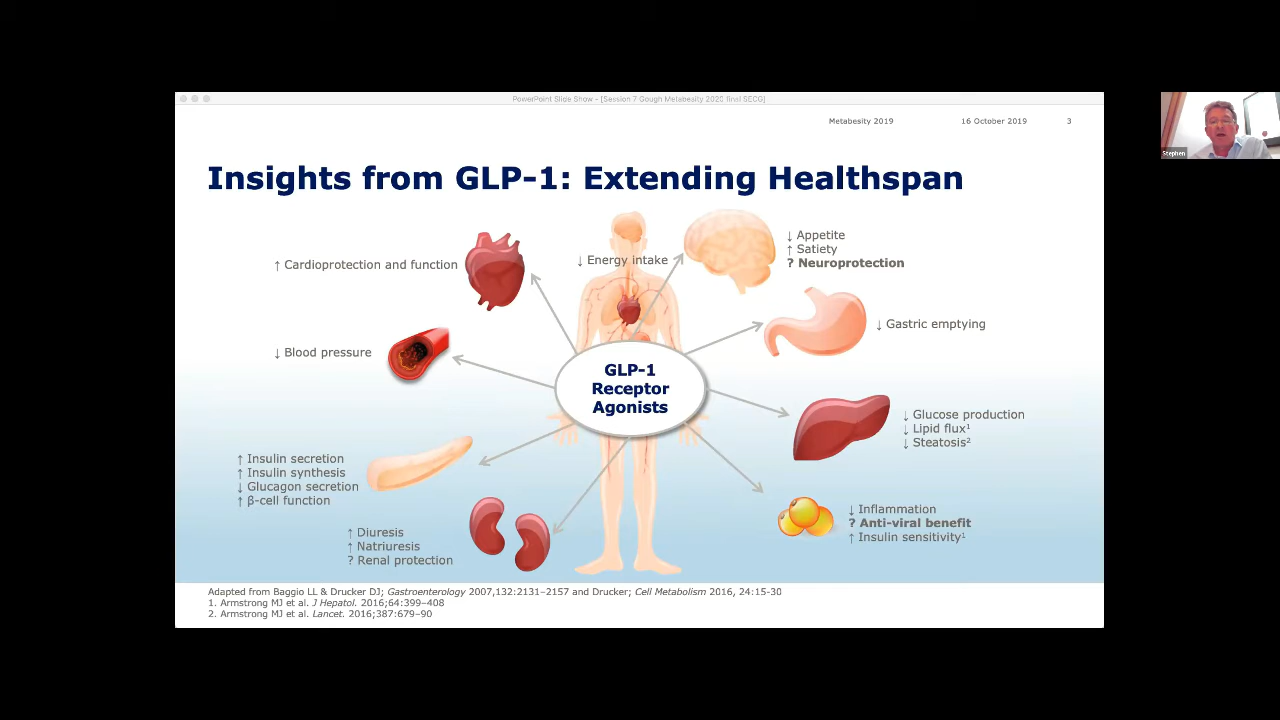 PowerPoint Slide Show - [Session 7 Gough Metabesity 2020 final SECG]
Metabesity 2019 16 October 2019 3
Stephen
Insights from GLP-1: Extending Healthspan
↑ Cardioprotection and function
↓ Energy intake
↓ Appetite
↑ Satiety
? Neuroprotection
↓ Gastric emptying
↓ Blood pressure
GLP-1
Receptor
Agonists
↓ Glucose production
↓ Lipid flux¹
↓ Steatosis²
↑ Insulin secretion
↑ Insulin synthesis
↓ Glucagon secretion
↑ β-cell function
↓ Inflammation
? Anti-viral benefit
↑ Insulin sensitivity¹
↑ Diuresis
↑ Natriuresis
? Renal protection
Adapted from Baggio LL & Drucker DJ; Gastroenterology 2007,132:2131–2157 and Drucker; Cell Metabolism 2016, 24:15-30
1. Armstrong MJ et al. J Hepatol. 2016;64:399–408
2. Armstrong MJ et al. Lancet. 2016;387:679–90